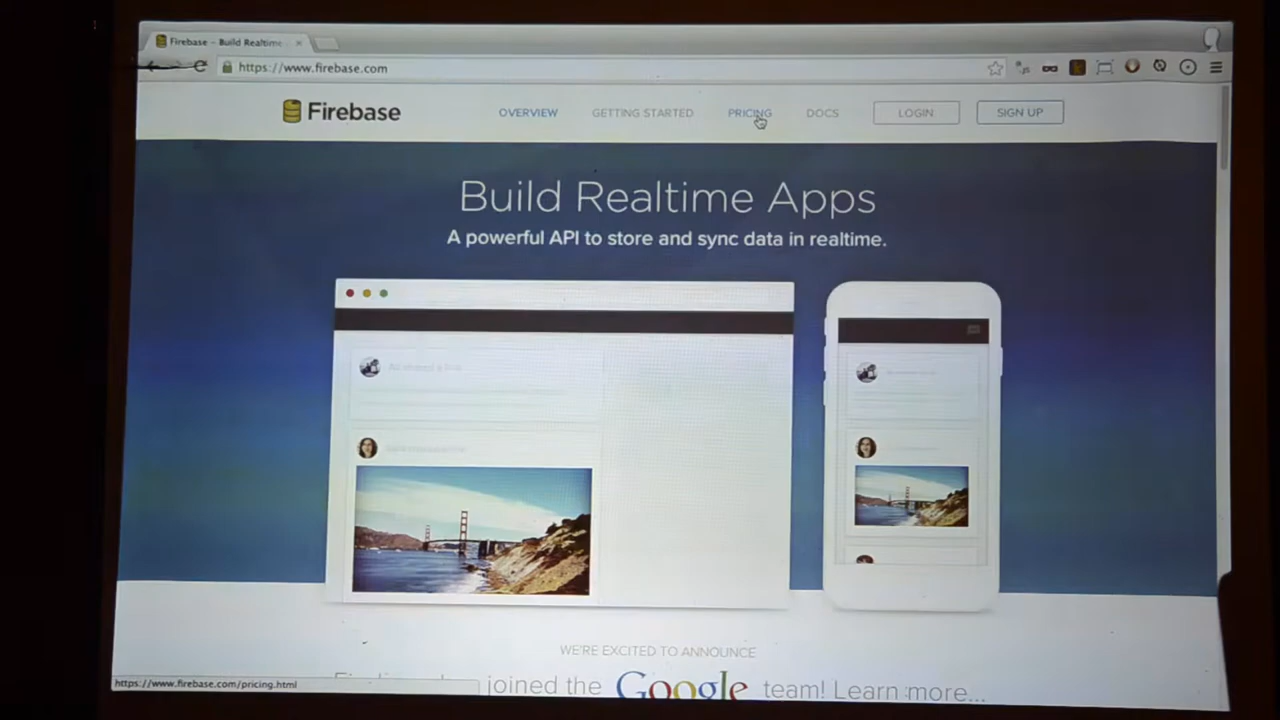 Firebase - Build Realtime
https://www.firebase.com
Firebase
OVERVIEW
GETTING STARTED
PRICING
DOCS
LOGIN
SIGN UP
Build Realtime Apps
A powerful API to store and sync data in realtime.
WE'RE EXCITED TO ANNOUNCE
joined the Google team! Learn more...
https://www.firebase.com/pricing.html